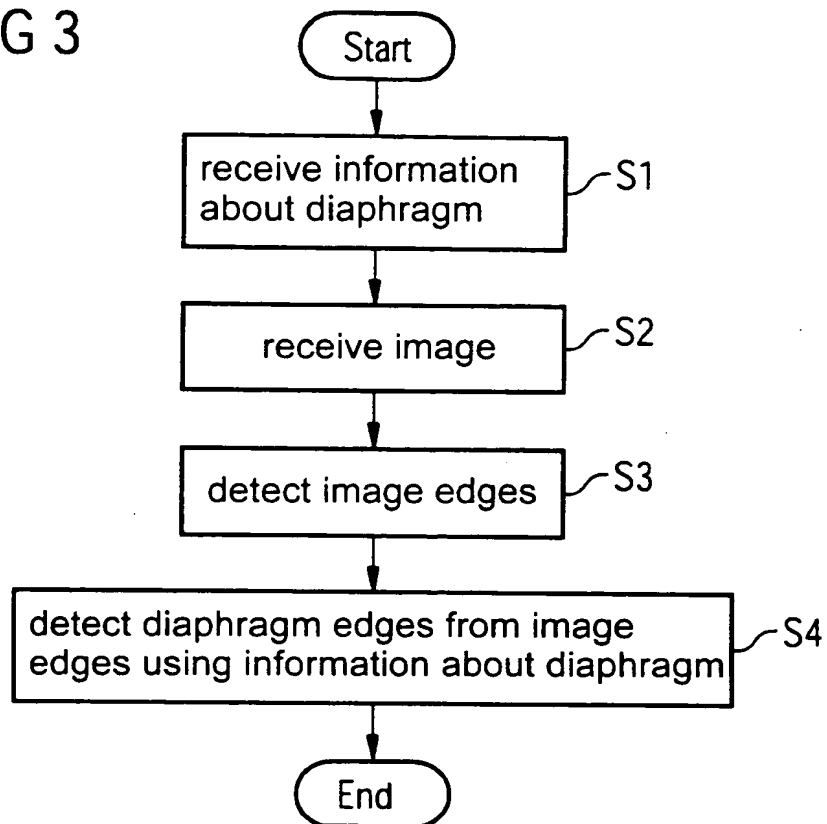 G 3
Start
receive information
about diaphragm
S1
receive image
S2
detect image edges
S3
detect diaphragm edges from image
edges using information about diaphragm
S4
End